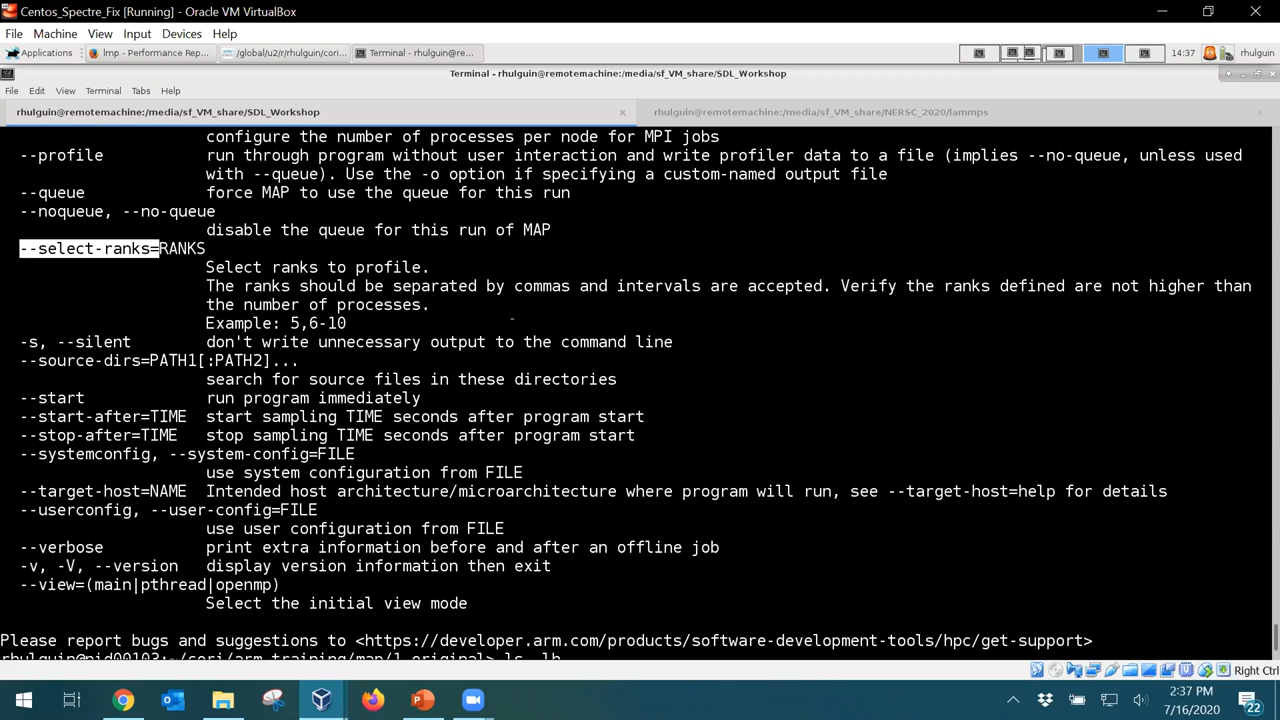 Centos_Spectre_Fix [Running] - Oracle VM VirtualBox
File Machine View Input Devices Help
Applications lmp - Performance Rep... /global/u2/r/rhulguin/cori... Terminal - rhulguin@re... 14:37 rhulguin
Terminal - rhulguin@remotemachine:/media/sf_VM_share/SDL_Workshop
File Edit View Terminal Tabs Help
rhulguin@remotemachine:/media/sf_VM_share/SDL_Workshop rhulguin@remotemachine:/media/sf_VM_share/NERSC_2020/lammps
configure the number of processes per node for MPI jobs
--profile run through program without user interaction and write profiler data to a file (implies --no-queue, unless used
with --queue). Use the -o option if specifying a custom-named output file
--queue force MAP to use the queue for this run
--noqueue, --no-queue
disable the queue for this run of MAP
--select-ranks=RANKS
Select ranks to profile.
The ranks should be separated by commas and intervals are accepted. Verify the ranks defined are not higher than
the number of processes.
Example: 5,6-10
-s, --silent don't write unnecessary output to the command line
--source-dirs=PATH1[:PATH2]...
search for source files in these directories
--start run program immediately
--start-after=TIME start sampling TIME seconds after program start
--stop-after=TIME stop sampling TIME seconds after program start
--systemconfig, --system-config=FILE
use system configuration from FILE
--target-host=NAME Intended host architecture/microarchitecture where program will run, see --target-host=help for details
--userconfig, --user-config=FILE
use user configuration from FILE
--verbose print extra information before and after an offline job
-v, -V, --version display version information then exit
--view=(main|pthread|openmp)
Select the initial view mode
Please report bugs and suggestions to <https://developer.arm.com/products/software-development-tools/hpc/get-support>
rhulguin@nid00103:~/cori/arm_training/map/1_original> ls -lh
Right Ctrl
2:37 PM
7/16/2020
22